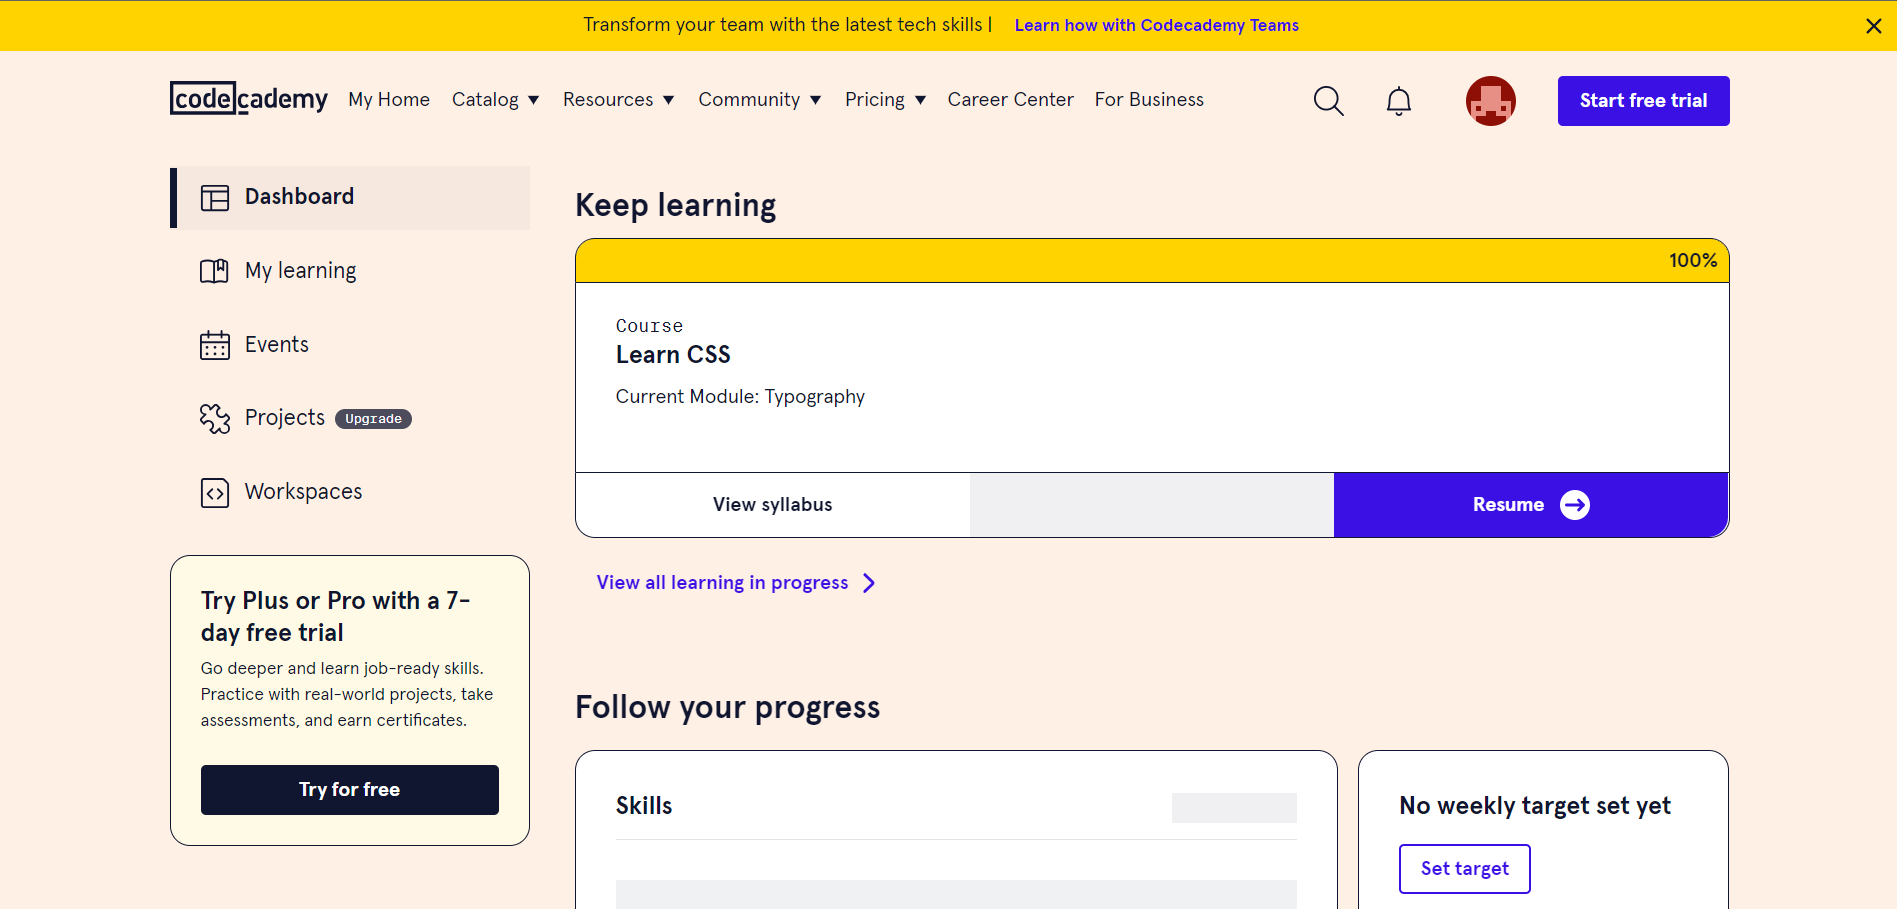 Transform your team with the latest tech skills | Learn how with Codecademy Teams
codecademy My Home Catalog Resources Community Pricing Career Center For Business Start free trial
Dashboard
My learning
Events
Projects Upgrade
Workspaces
Try Plus or Pro with a 7-
day free trial
Go deeper and learn job-ready skills.
Practice with real-world projects, take
assessments, and earn certificates.
Try for free
Keep learning
100%
Course
Learn CSS
Current Module: Typography
View syllabus Resume
View all learning in progress
Follow your progress
Skills
No weekly target set yet
Set target